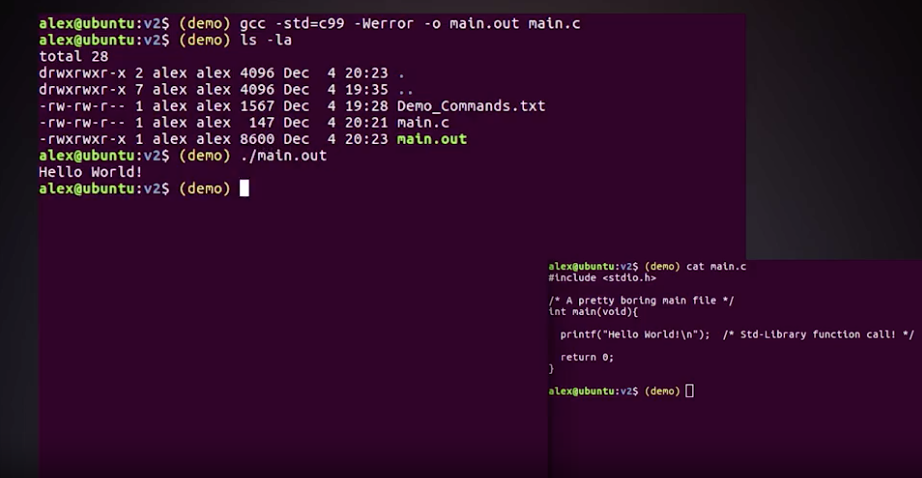 alex@ubuntu:v2$ (demo) gcc -std=c99 -Werror -o main.out main.c
alex@ubuntu:v2$ (demo) ls -la
total 28
drwxrwxr-x 2 alex alex 4096 Dec  4 20:23 .
drwxrwxr-x 7 alex alex 4096 Dec  4 19:35 ..
-rw-rw-r-- 1 alex alex 1567 Dec  4 19:28 Demo_Commands.txt
-rw-rw-r-- 1 alex alex  147 Dec  4 20:21 main.c
-rwxrwxr-x 1 alex alex 8600 Dec  4 20:23 main.out
alex@ubuntu:v2$ (demo) ./main.out
Hello World!
alex@ubuntu:v2$ (demo)
alex@ubuntu:v2$ (demo) cat main.c
#include <stdio.h>
/* A pretty boring main file */
int main(void){
printf("Hello World!\n");  /* Std-Library function call! */
return 0;
}
alex@ubuntu:v2$ (demo)